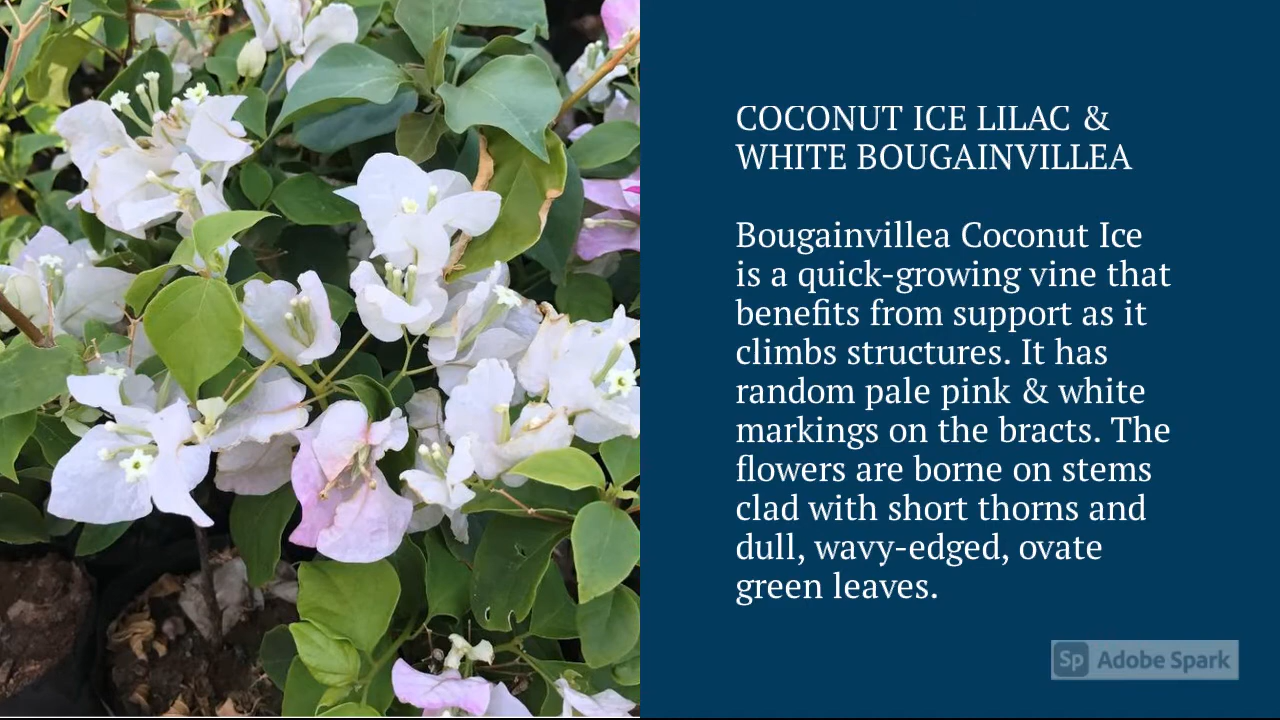 COCONUT ICE LILAC &
WHITE BOUGAINVILLEA
Bougainvillea Coconut Ice
is a quick-growing vine that
benefits from support as it
climbs structures. It has
random pale pink & white
markings on the bracts. The
flowers are borne on stems
clad with short thorns and
dull, wavy-edged, ovate
green leaves.
Sp Adobe Spark